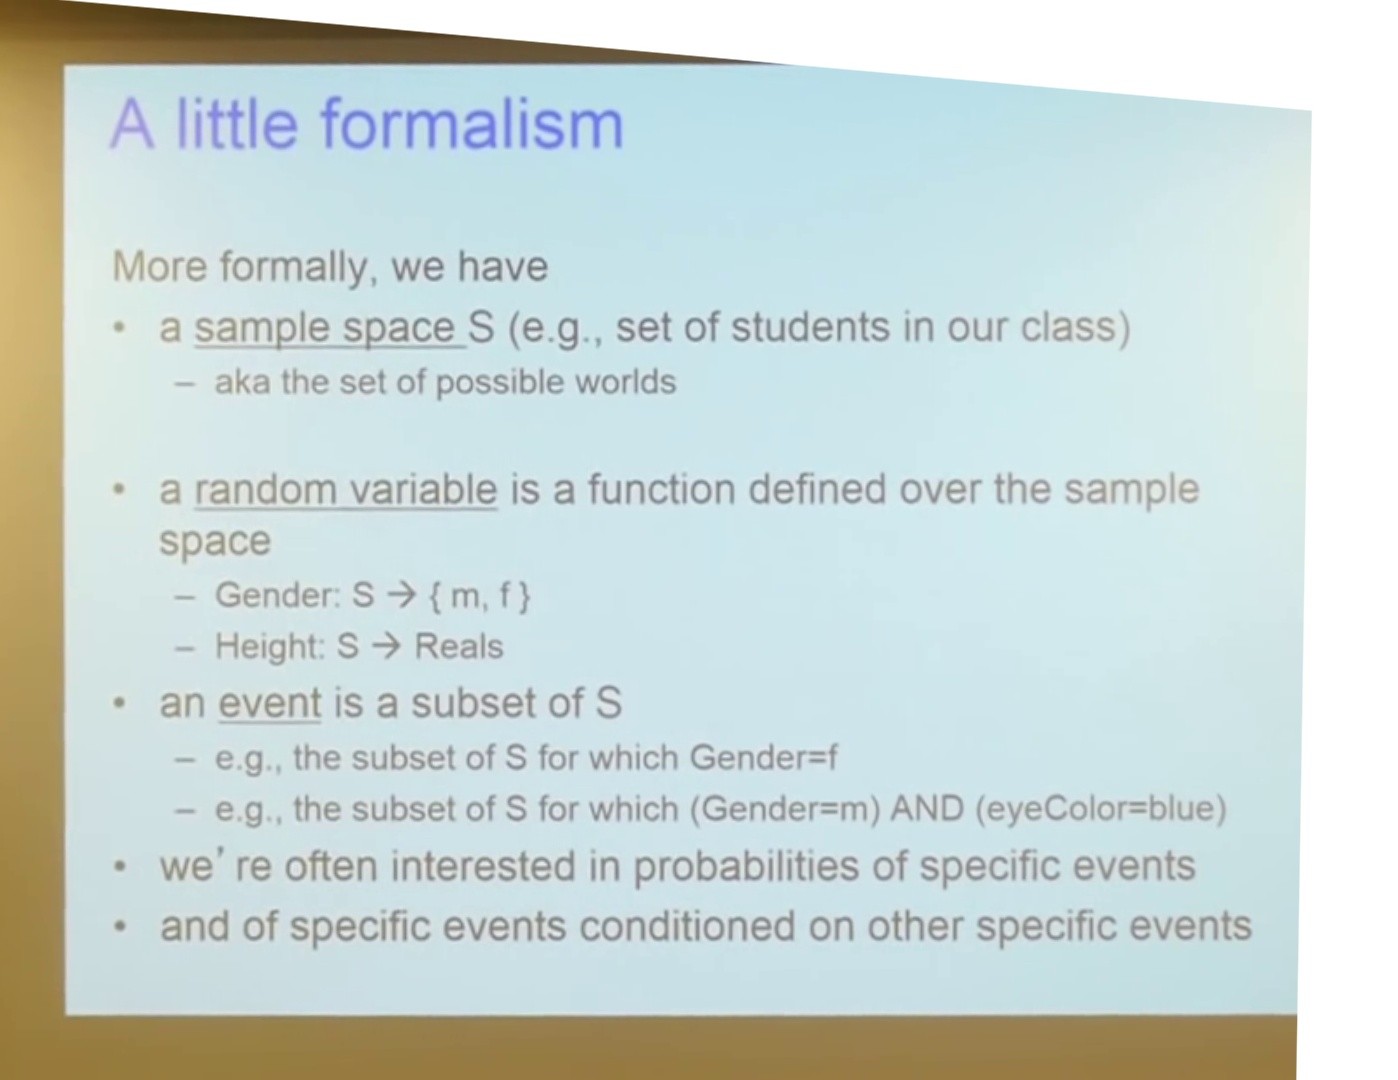 A little formalism
More formally, we have
• a sample space S (e.g., set of students in our class)
– aka the set of possible worlds
• a random variable is a function defined over the sample
space
– Gender: S → { m, f }
– Height: S → Reals
• an event is a subset of S
– e.g., the subset of S for which Gender=f
– e.g., the subset of S for which (Gender=m) AND (eyeColor=blue)
• we’ re often interested in probabilities of specific events
• and of specific events conditioned on other specific events